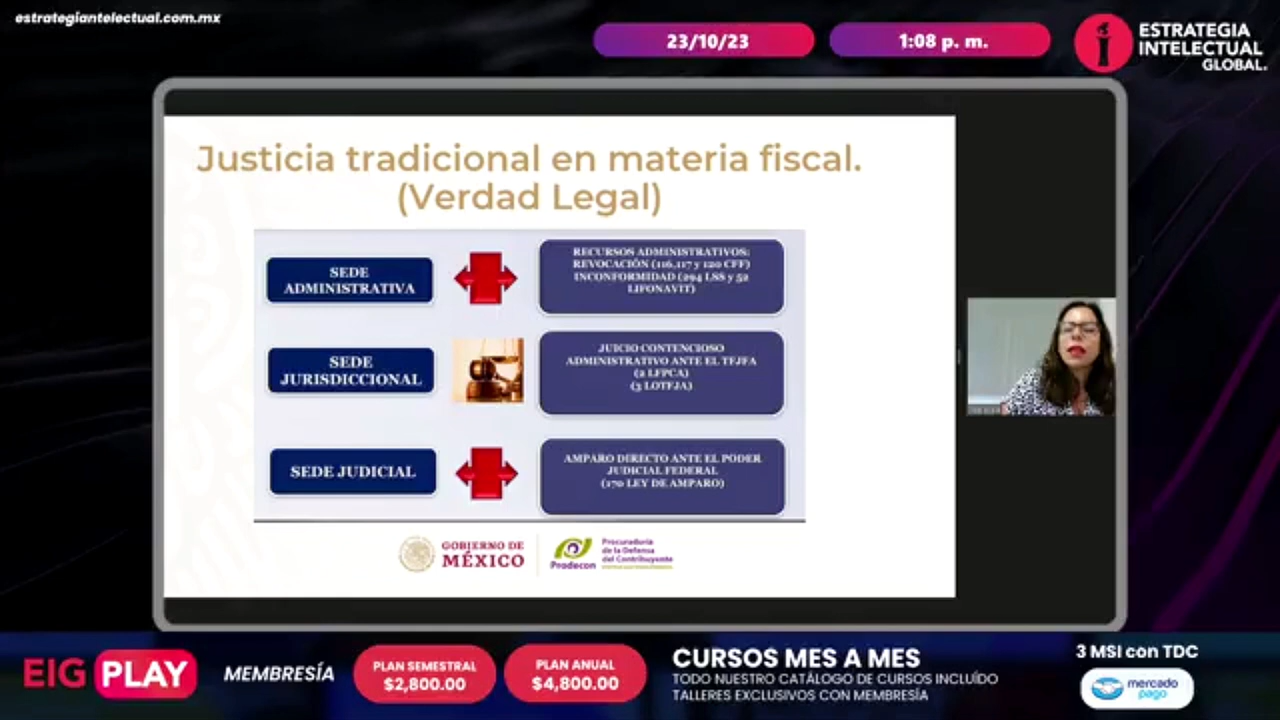 estrategiantelectual.com.mx
23/10/23
1:08 p. m.
ESTRATEGIA
INTELECTUAL
GLOBAL.
Justicia tradicional en materia fiscal.
(Verdad Legal)
SEDE
ADMINISTRATIVA
RECURSOS ADMINISTRATIVOS:
REVOCACIÓN (116,117 y 120 CFF)
INCONFORMIDAD (294 LSS y 52
LIFONAVIT)
SEDE
JURISDICCIONAL
JUICIO CONTENCIOSO
ADMINISTRATIVO ANTE EL TFJFA
(2 LFPCA)
(3 LOTFJA)
SEDE JUDICIAL
AMPARO DIRECTO ANTE EL PODER
JUDICIAL FEDERAL
(170 LEY DE AMPARO)
GOBIERNO DE
MÉXICO
Prodecon
Procuraduría
de la Defensa
del Contribuyente
EIG PLAY
MEMBRESÍA
PLAN SEMESTRAL
$2,800.00
PLAN ANUAL
$4,800.00
CURSOS MES A MES
TODO NUESTRO CATÁLOGO DE CURSOS INCLUÍDO
TALLERES EXCLUSIVOS CON MEMBRESÍA
3 MSI con TDC
mercado
pago